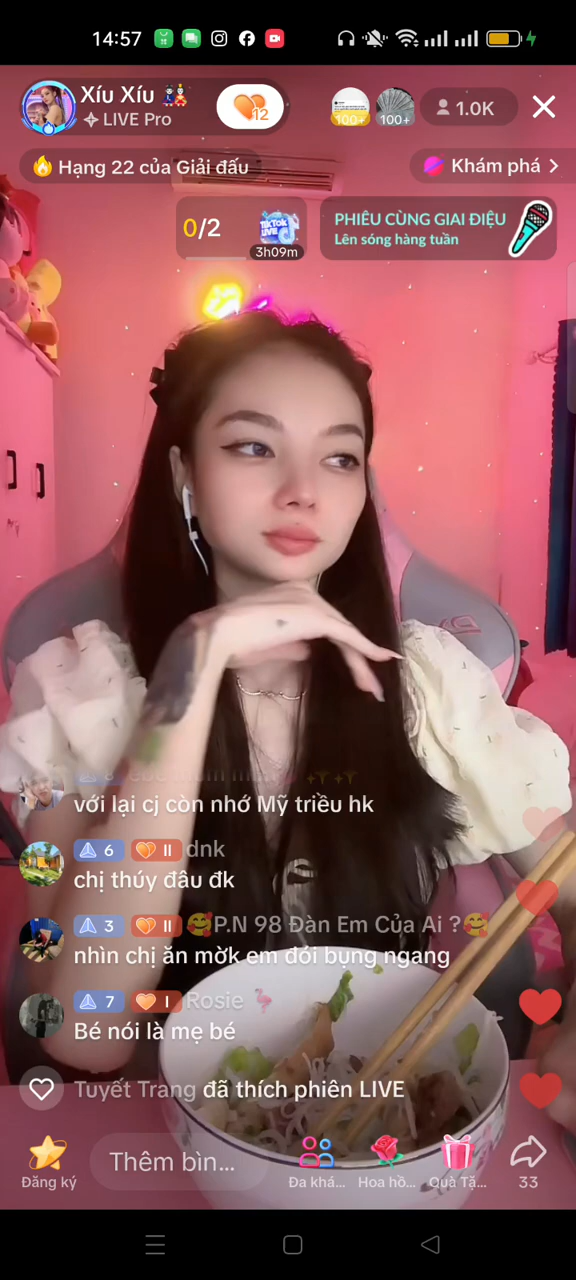 14:57
Xíu Xíu
LIVE Pro
12
100+
100+
1.0K
Hạng 22 của Giải đấu
Khám phá
0/2
TikTok LIVE
3h09m
PHIÊU CÙNG GIAI ĐIỆU
Lên sóng hàng tuần
8
với lại cj còn nhớ Mỹ triều hk
6 II dnk
chị thúy đâu đk
3 II P.N 98 Đàn Em Của Ai ?
nhìn chị ăn mờk em đói bụng ngang
7 I Rosie
Bé nói là mẹ bé
Tuyết Trang đã thích phiên LIVE
Đăng ký
Thêm bìn...
Đa khá...
Hoa hồ...
Quà Tặ...
33